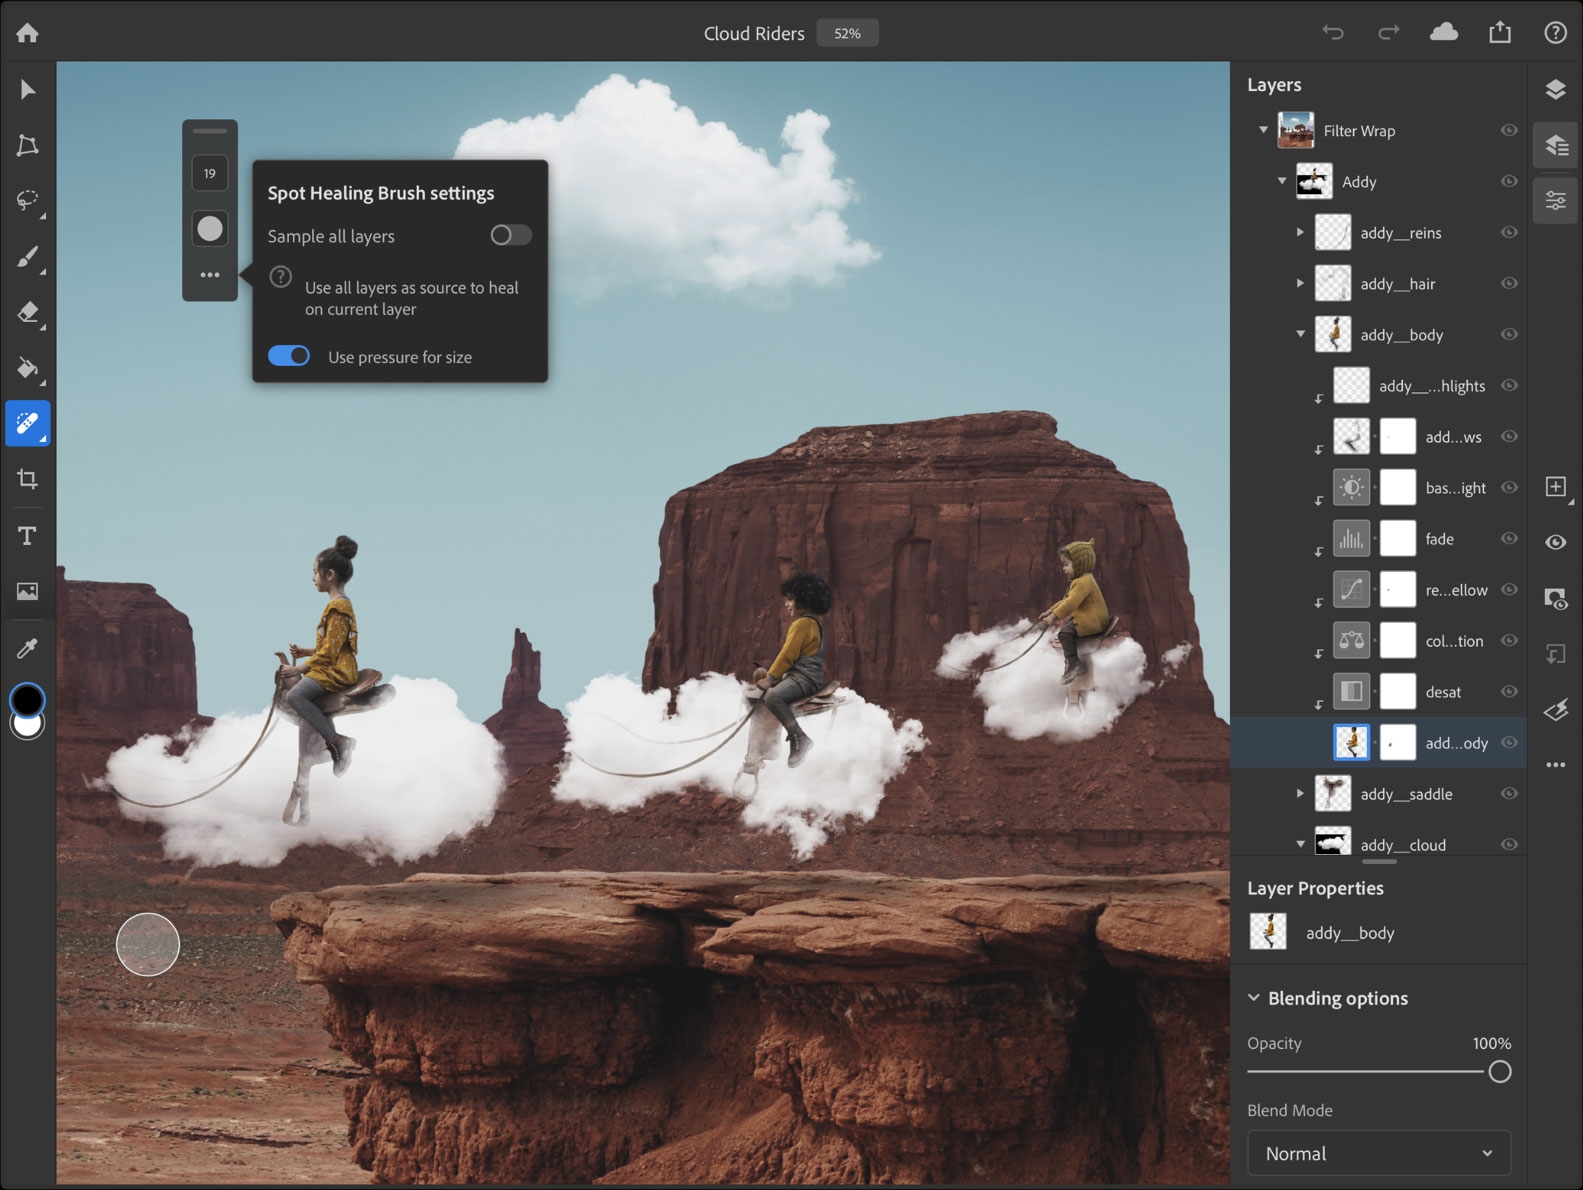 Cloud Riders 52%
19
Spot Healing Brush settings
Sample all layers
Use all layers as source to heal
on current layer
Use pressure for size
T
Layers
Filter Wrap
Addy
addy__reins
addy__hair
addy__body
addy__...hlights
add...ws
bas...ight
fade
re...ellow
col...tion
desat
add...ody
addy__saddle
addy__cloud
Layer Properties
addy__body
Blending options
Opacity 100%
Blend Mode
Normal